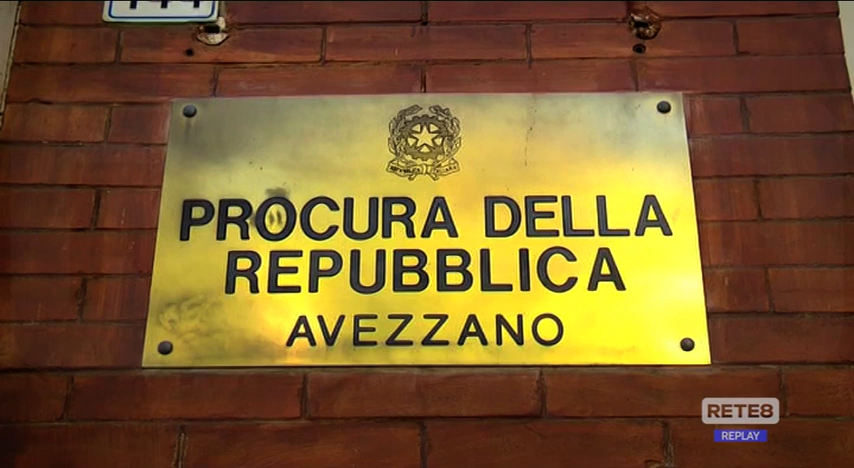 PROCURA DELLA
REPUBBLICA
AVEZZANO
RETE8
REPLAY